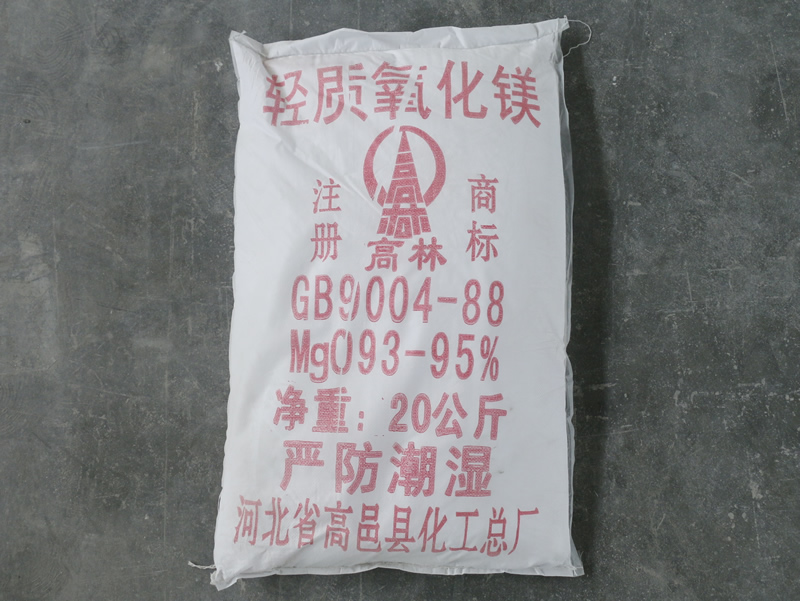 轻质氧化镁
注册
商标
高林
GB9004-88
MgO93-95%
净重：20公斤
严防潮湿
河北省高邑县化工总厂